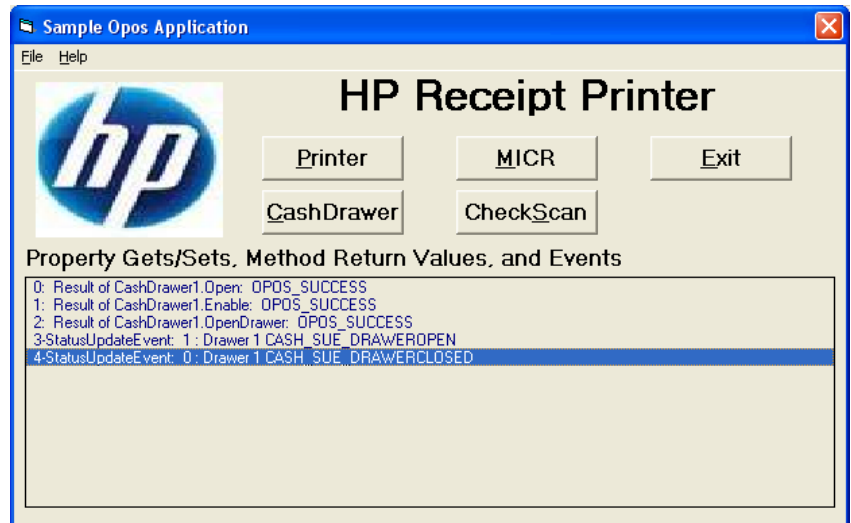 Sample Opos Application
File Help
HP Receipt Printer
hp
Printer MICR Exit
CashDrawer CheckScan
Property Gets/Sets, Method Return Values, and Events
0: Result of CashDrawer1.Open: OPOS_SUCCESS
1: Result of CashDrawer1.Enable: OPOS_SUCCESS
2: Result of CashDrawer1.OpenDrawer: OPOS_SUCCESS
3-StatusUpdateEvent: 1 : Drawer 1 CASH_SUE_DRAWEROPEN
4-StatusUpdateEvent: 0 : Drawer 1 CASH_SUE_DRAWERCLOSED